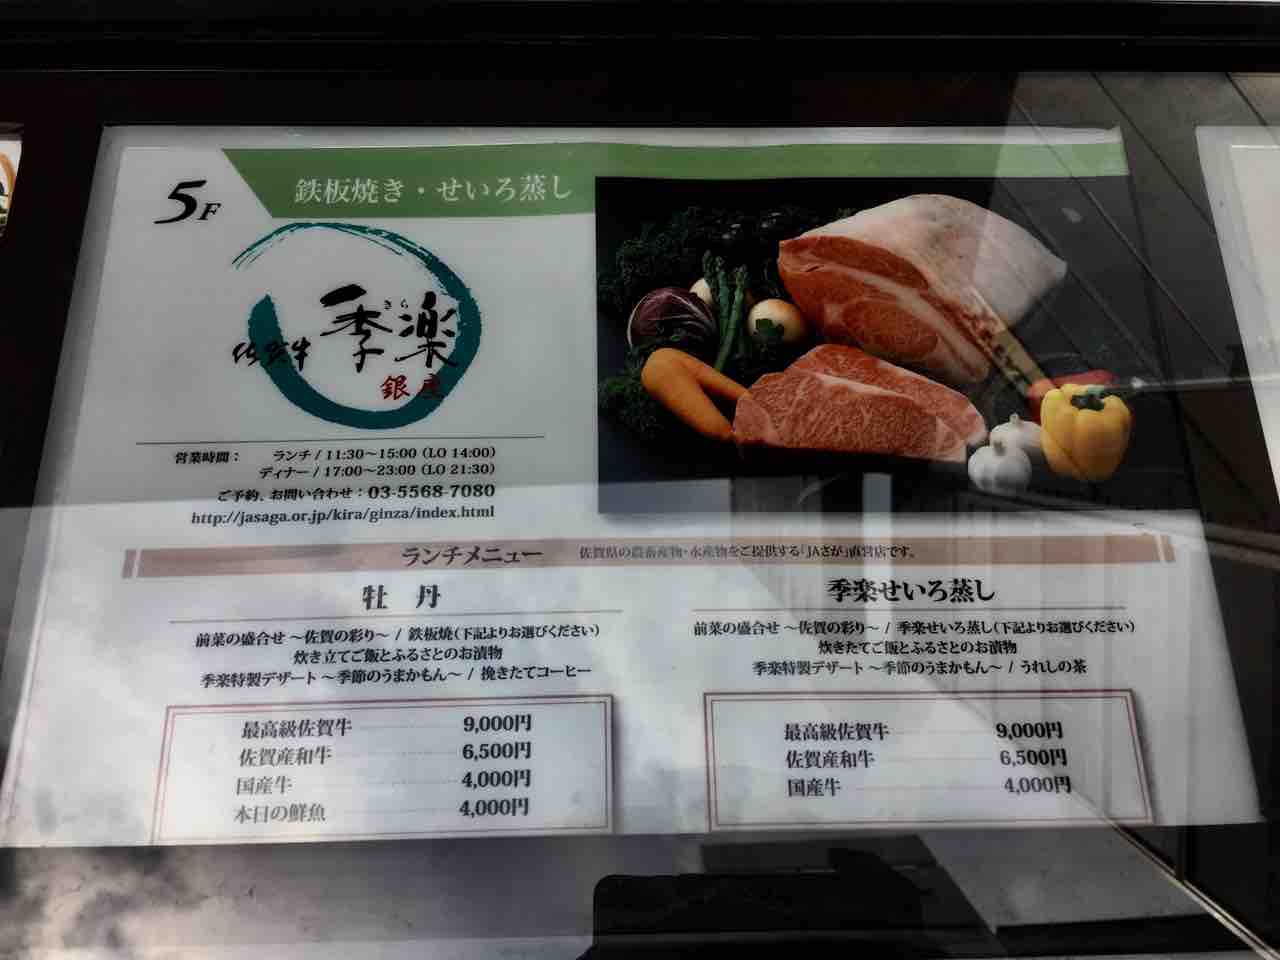 5F
鉄板焼き・せいろ蒸し
きら
佐賀牛 季楽
銀座
営業時間： ランチ / 11:30〜15:00 (LO 14:00)
ディナー / 17:00〜23:00 (LO 21:30)
ご予約、お問い合わせ：03-5568-7080
http://jasaga.or.jp/kira/ginza/index.html
ランチメニュー 佐賀県の農畜産物・水産物をご提供する「JAさが」直営店です。
牡 丹
前菜の盛合せ 〜佐賀の彩り〜 / 鉄板焼（下記よりお選びください）
炊き立てご飯とふるさとのお漬物
季楽特製デザート 〜季節のうまかもん〜 / 挽きたてコーヒー
最高級佐賀牛 9,000円
佐賀産和牛 6,500円
国産牛 4,000円
本日の鮮魚 4,000円
季楽せいろ蒸し
前菜の盛合せ 〜佐賀の彩り〜 / 季楽せいろ蒸し（下記よりお選びください）
炊きたてご飯とふるさとのお漬物
季楽特製デザート 〜季節のうまかもん〜 / うれしの茶
最高級佐賀牛 9,000円
佐賀産和牛 6,500円
国産牛 4,000円